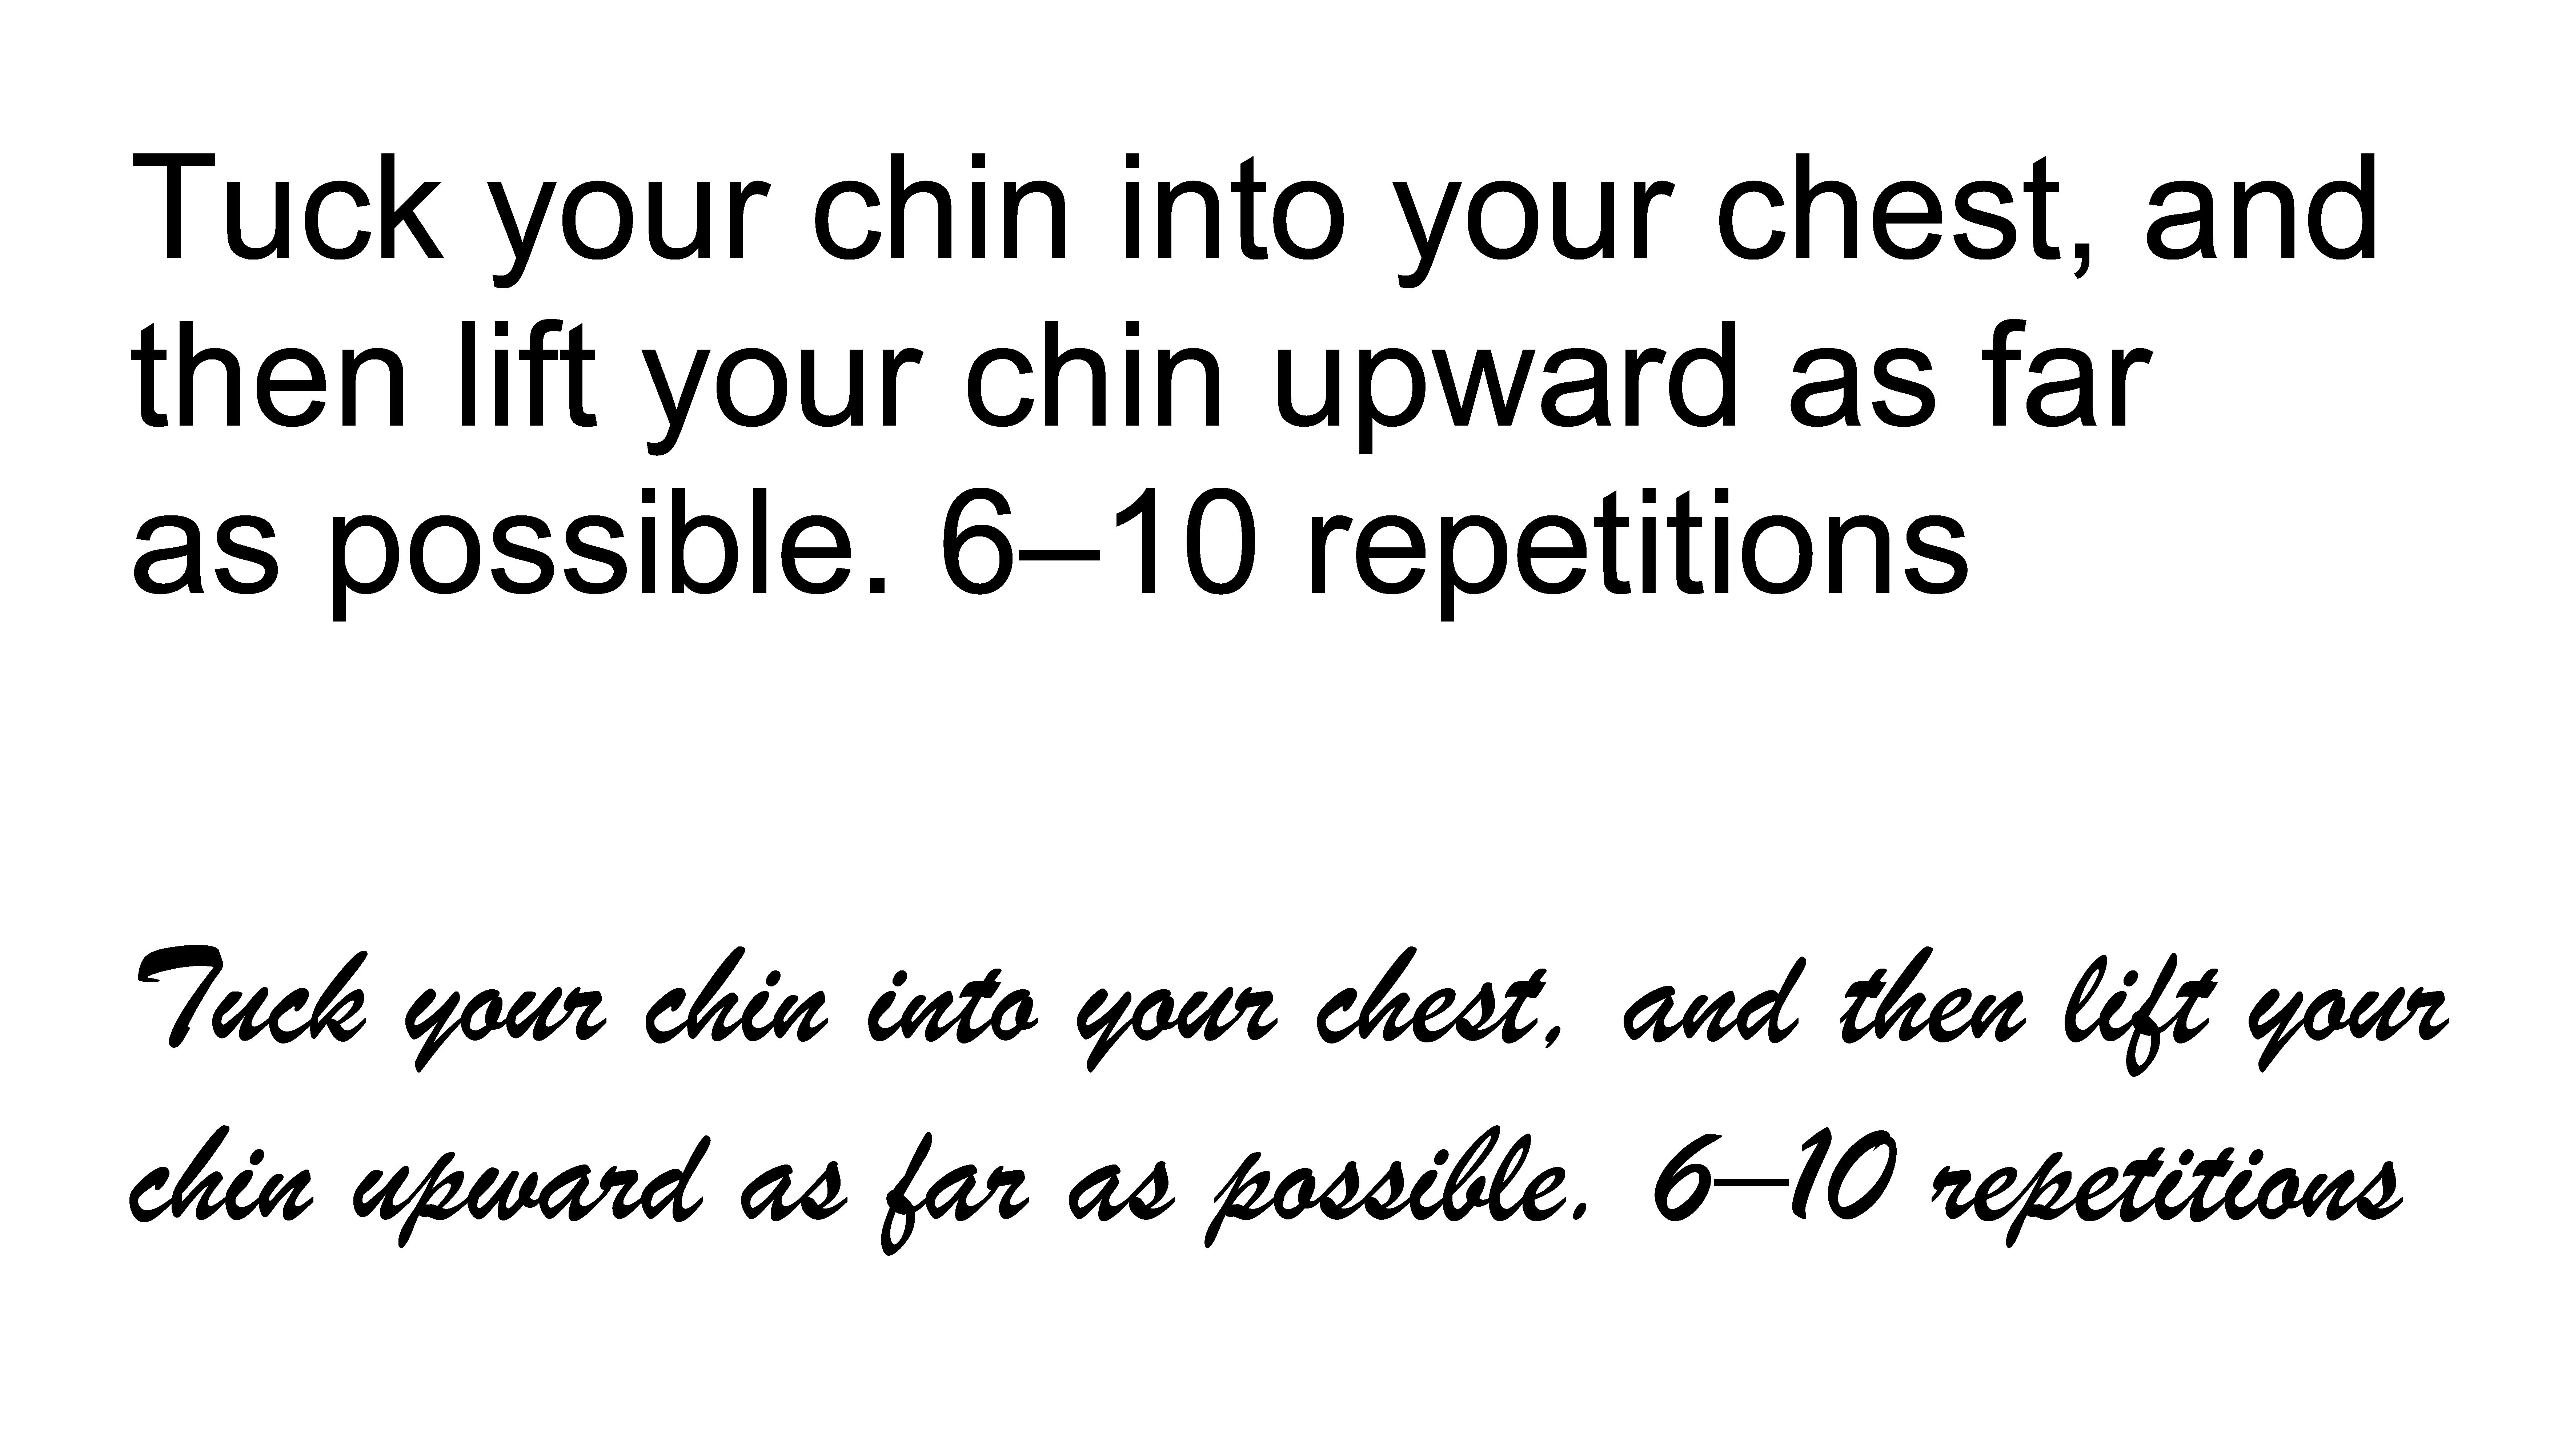 Tuck your chin into your chest, and
then lift your chin upward as far
as possible. 6–10 repetitions
Tuck your chin into your chest, and then lift your
chin upward as far as possible. 6–10 repetitions